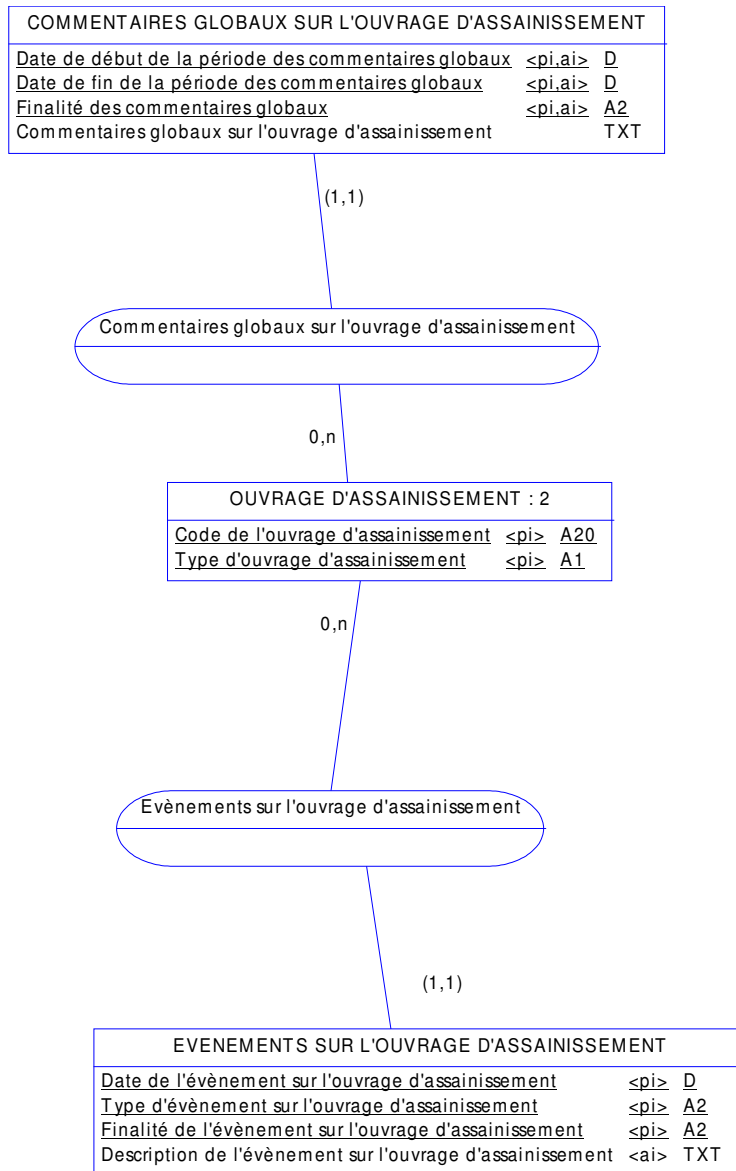 COMMENTAIRES GLOBAUX SUR L'OUVRAGE D'ASSAINISSEMENT
Date de début de la période des commentaires globaux <pi,ai> D
Date de fin de la période des commentaires globaux <pi,ai> D
Finalité des commentaires globaux <pi,ai> A2
Commentaires globaux sur l'ouvrage d'assainissement TXT
(1,1)
Commentaires globaux sur l'ouvrage d'assainissement
0,n
OUVRAGE D'ASSAINISSEMENT : 2
Code de l'ouvrage d'assainissement <pi> A20
Type d'ouvrage d'assainissement <pi> A1
0,n
Evènements sur l'ouvrage d'assainissement
(1,1)
EVENEMENTS SUR L'OUVRAGE D'ASSAINISSEMENT
Date de l'évènement sur l'ouvrage d'assainissement <pi> D
Type d'évènement sur l'ouvrage d'assainissement <pi> A2
Finalité de l'évènement sur l'ouvrage d'assainissement <pi> A2
Description de l'évènement sur l'ouvrage d'assainissement <ai> TXT